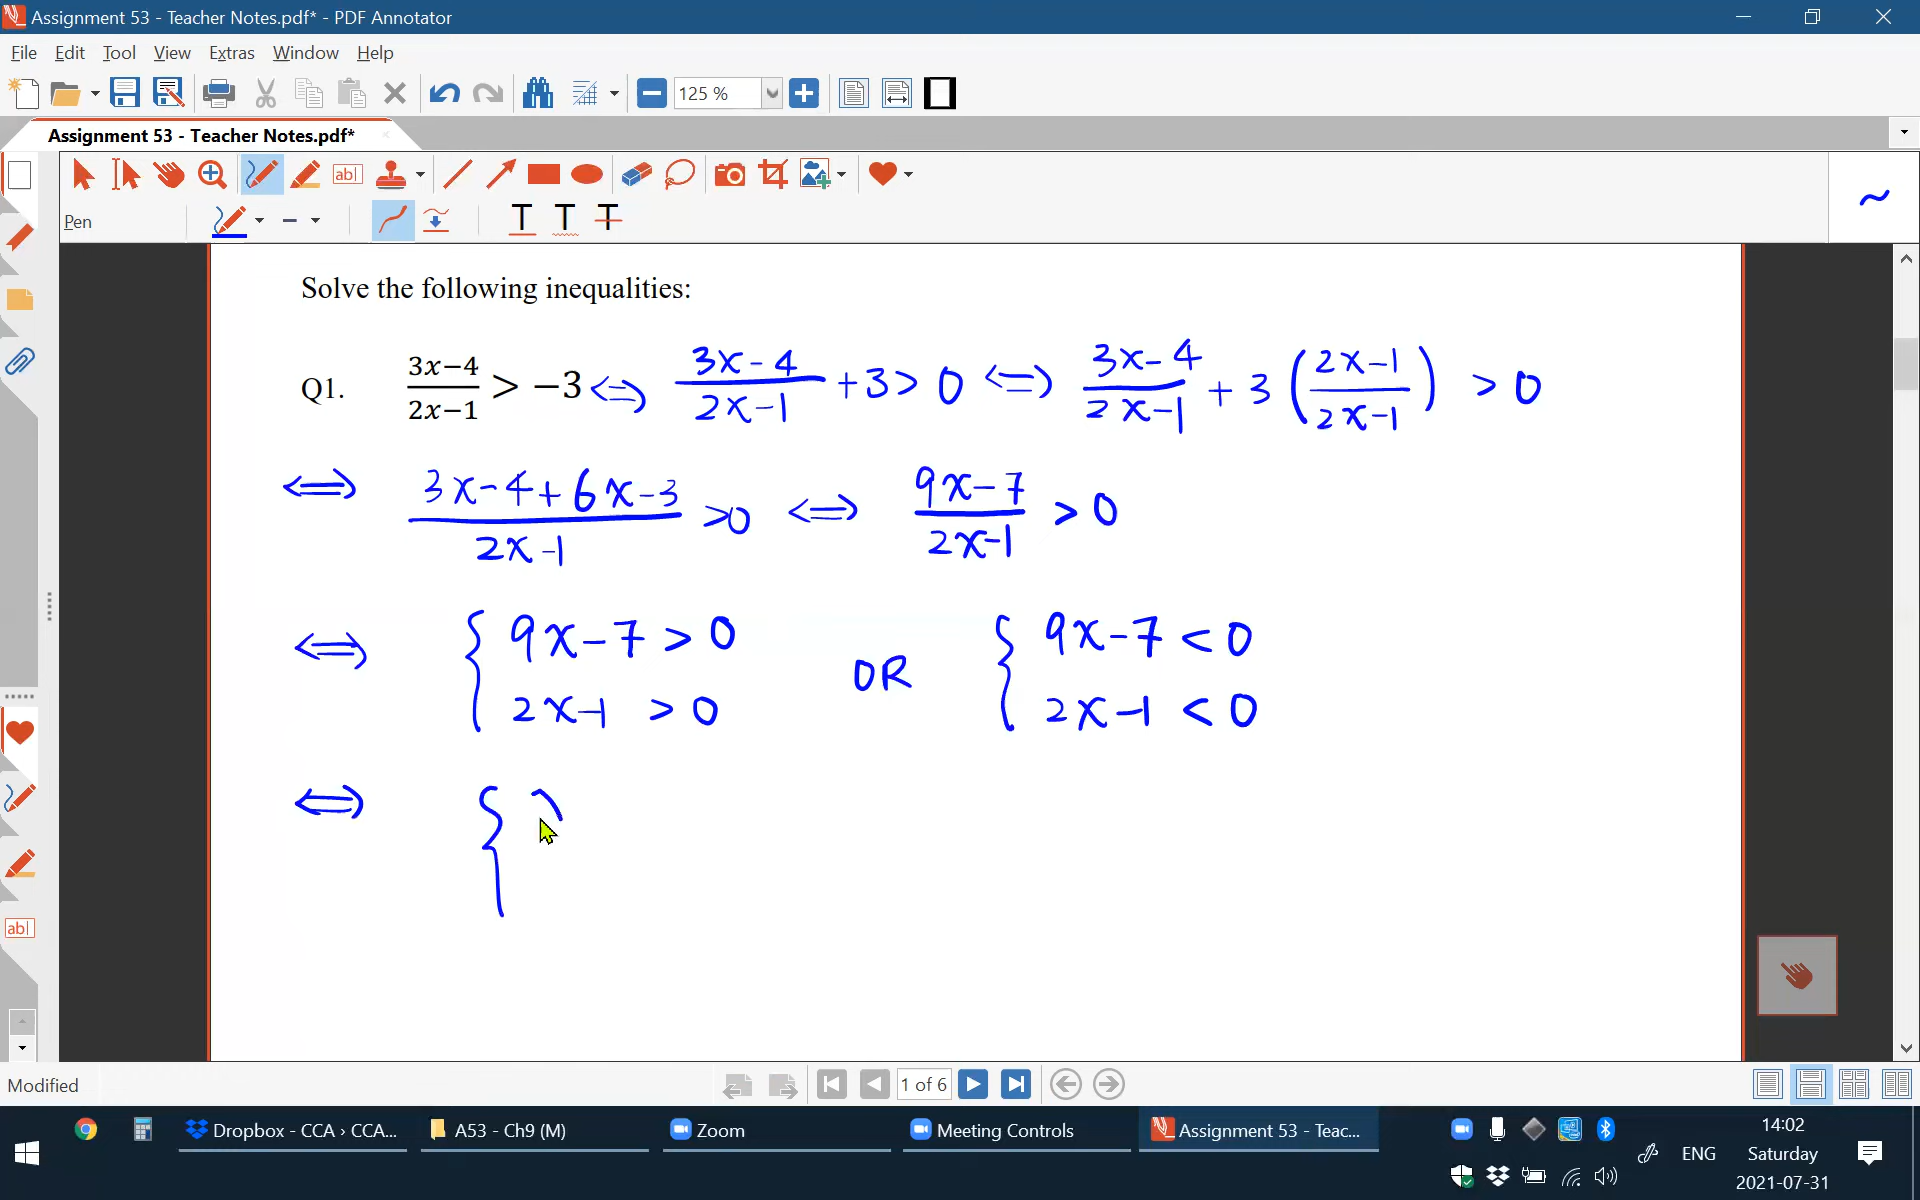 Assignment 53 - Teacher Notes.pdf* - PDF Annotator
File Edit Tool View Extras Window Help
125 %
Assignment 53 - Teacher Notes.pdf*
ab|
Pen
T T T
Solve the following inequalities:
Q1. (3x−4)/(2x−1) > −3 ⇔ (3x-4)/(2x-1) + 3 > 0 ⇔ (3x-4)/(2x-1) + 3 ((2x-1)/(2x-1)) > 0
⇔ (3x-4+6x-3)/(2x-1) > 0 ⇔ (9x-7)/(2x-1) > 0
⇔ { 9x-7 > 0 OR { 9x-7 < 0
2x-1 > 0 2x-1 < 0
⇔ {
ab|
Modified
1 of 6
Dropbox - CCA › CCA...
A53 - Ch9 (M)
Zoom
Meeting Controls
Assignment 53 - Teac...
ENG
14:02
Saturday
2021-07-31